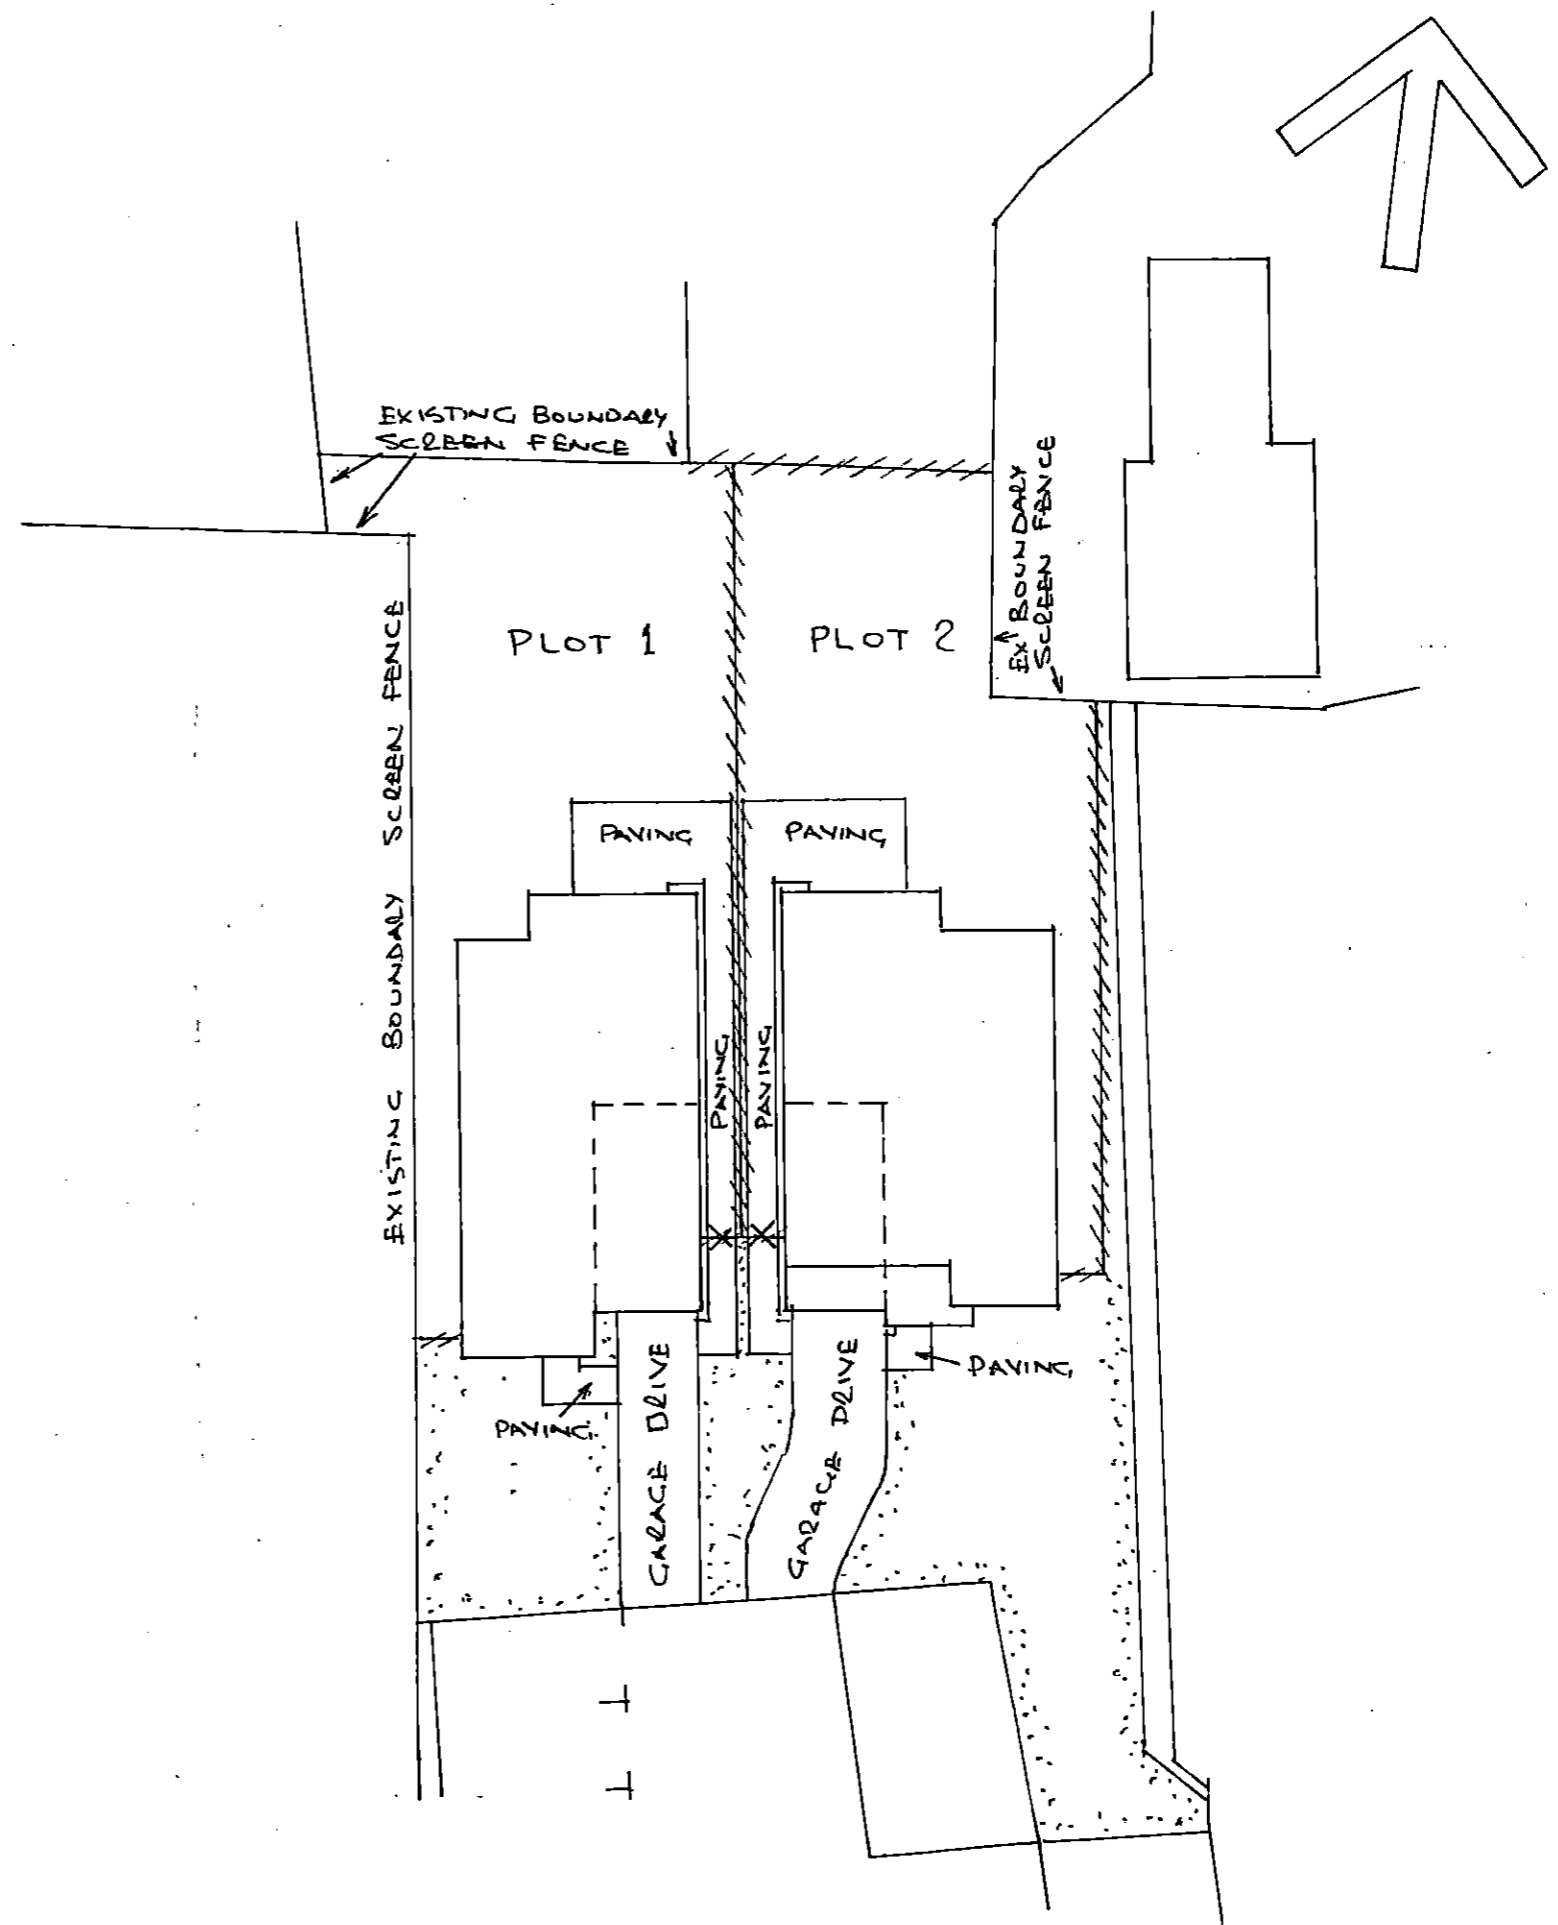 EXISTING BOUNDARY
SCREEN FENCE
EX BOUNDARY
SCREEN FENCE
PLOT 1
PLOT 2
EXISTING BOUNDARY SCREEN FENCE
PAVING
PAVING
PAVING
PAVING
PAVING
PAVING
GARAGE DRIVE
GARAGE DRIVE